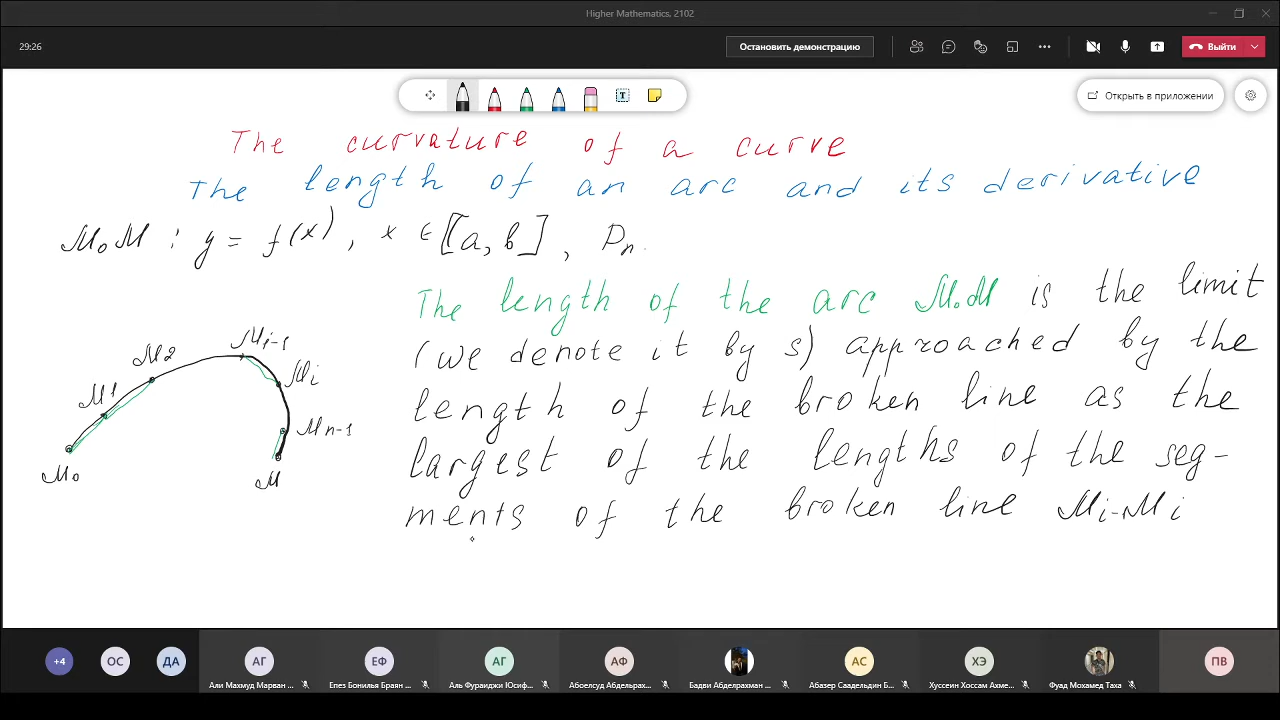 Higher Mathematics, 2102
29:26
Остановить демонстрацию
Выйти
Открыть в приложении
The curvature of a curve
The length of an arc and its derivative
M₀M : y = f(x), x ∈ [a, b], Pn
The length of the arc M₀M is the limit
(we denote it by s) approached by the
length of the broken line as the
largest of the lengths of the seg-
ments of the broken line Mi-Mi
M₀
M1
M2
Mi-1
Mi
Mn-1
M
+4
ОС
ДА
АГ
ЕФ
АГ
АФ
АС
ХЭ
ПВ
Али Махмуд Марван ...
Епез Бонилья Браян ...
Аль Фураиджи Юсиф...
Абоелсуд Абдельрах...
Бадви Абделрахман ...
Абазер Саадельдин Б...
Хуссеин Хоссам Ахме...
Фуад Мохамед Таха